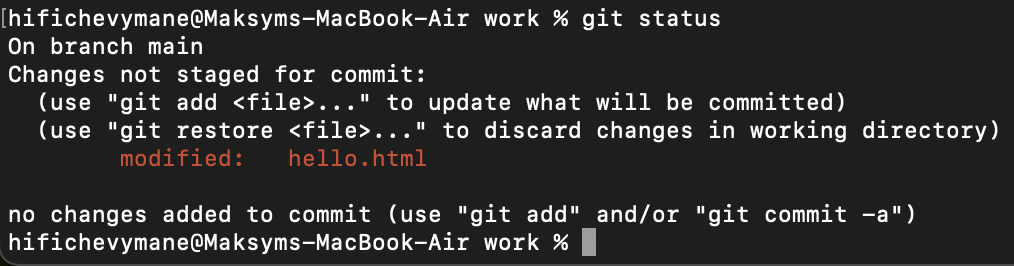 [hifichevymane@Maksyms-MacBook-Air work % git status
On branch main
Changes not staged for commit:
  (use "git add <file>..." to update what will be committed)
  (use "git restore <file>..." to discard changes in working directory)
        modified:   hello.html

no changes added to commit (use "git add" and/or "git commit -a")
hifichevymane@Maksyms-MacBook-Air work %